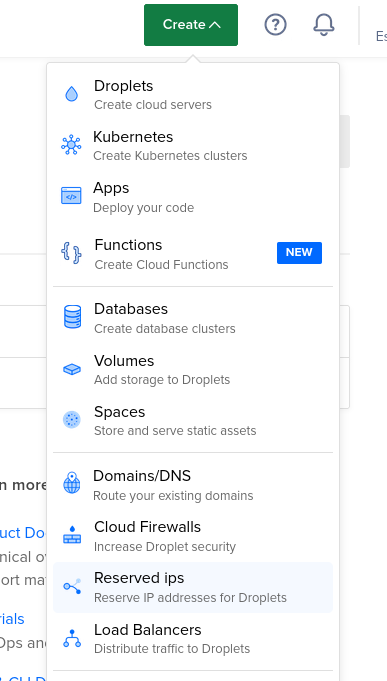 Create
Es
Droplets
Create cloud servers
Kubernetes
Create Kubernetes clusters
Apps
Deploy your code
Functions
Create Cloud Functions
NEW
Databases
Create database clusters
Volumes
Add storage to Droplets
Spaces
Store and serve static assets
n more
Domains/DNS
Route your existing domains
uct Do
Cloud Firewalls
nical o
Increase Droplet security
ort ma
Reserved ips
Reserve IP addresses for Droplets
rials
Load Balancers
Ops and
Distribute traffic to Droplets